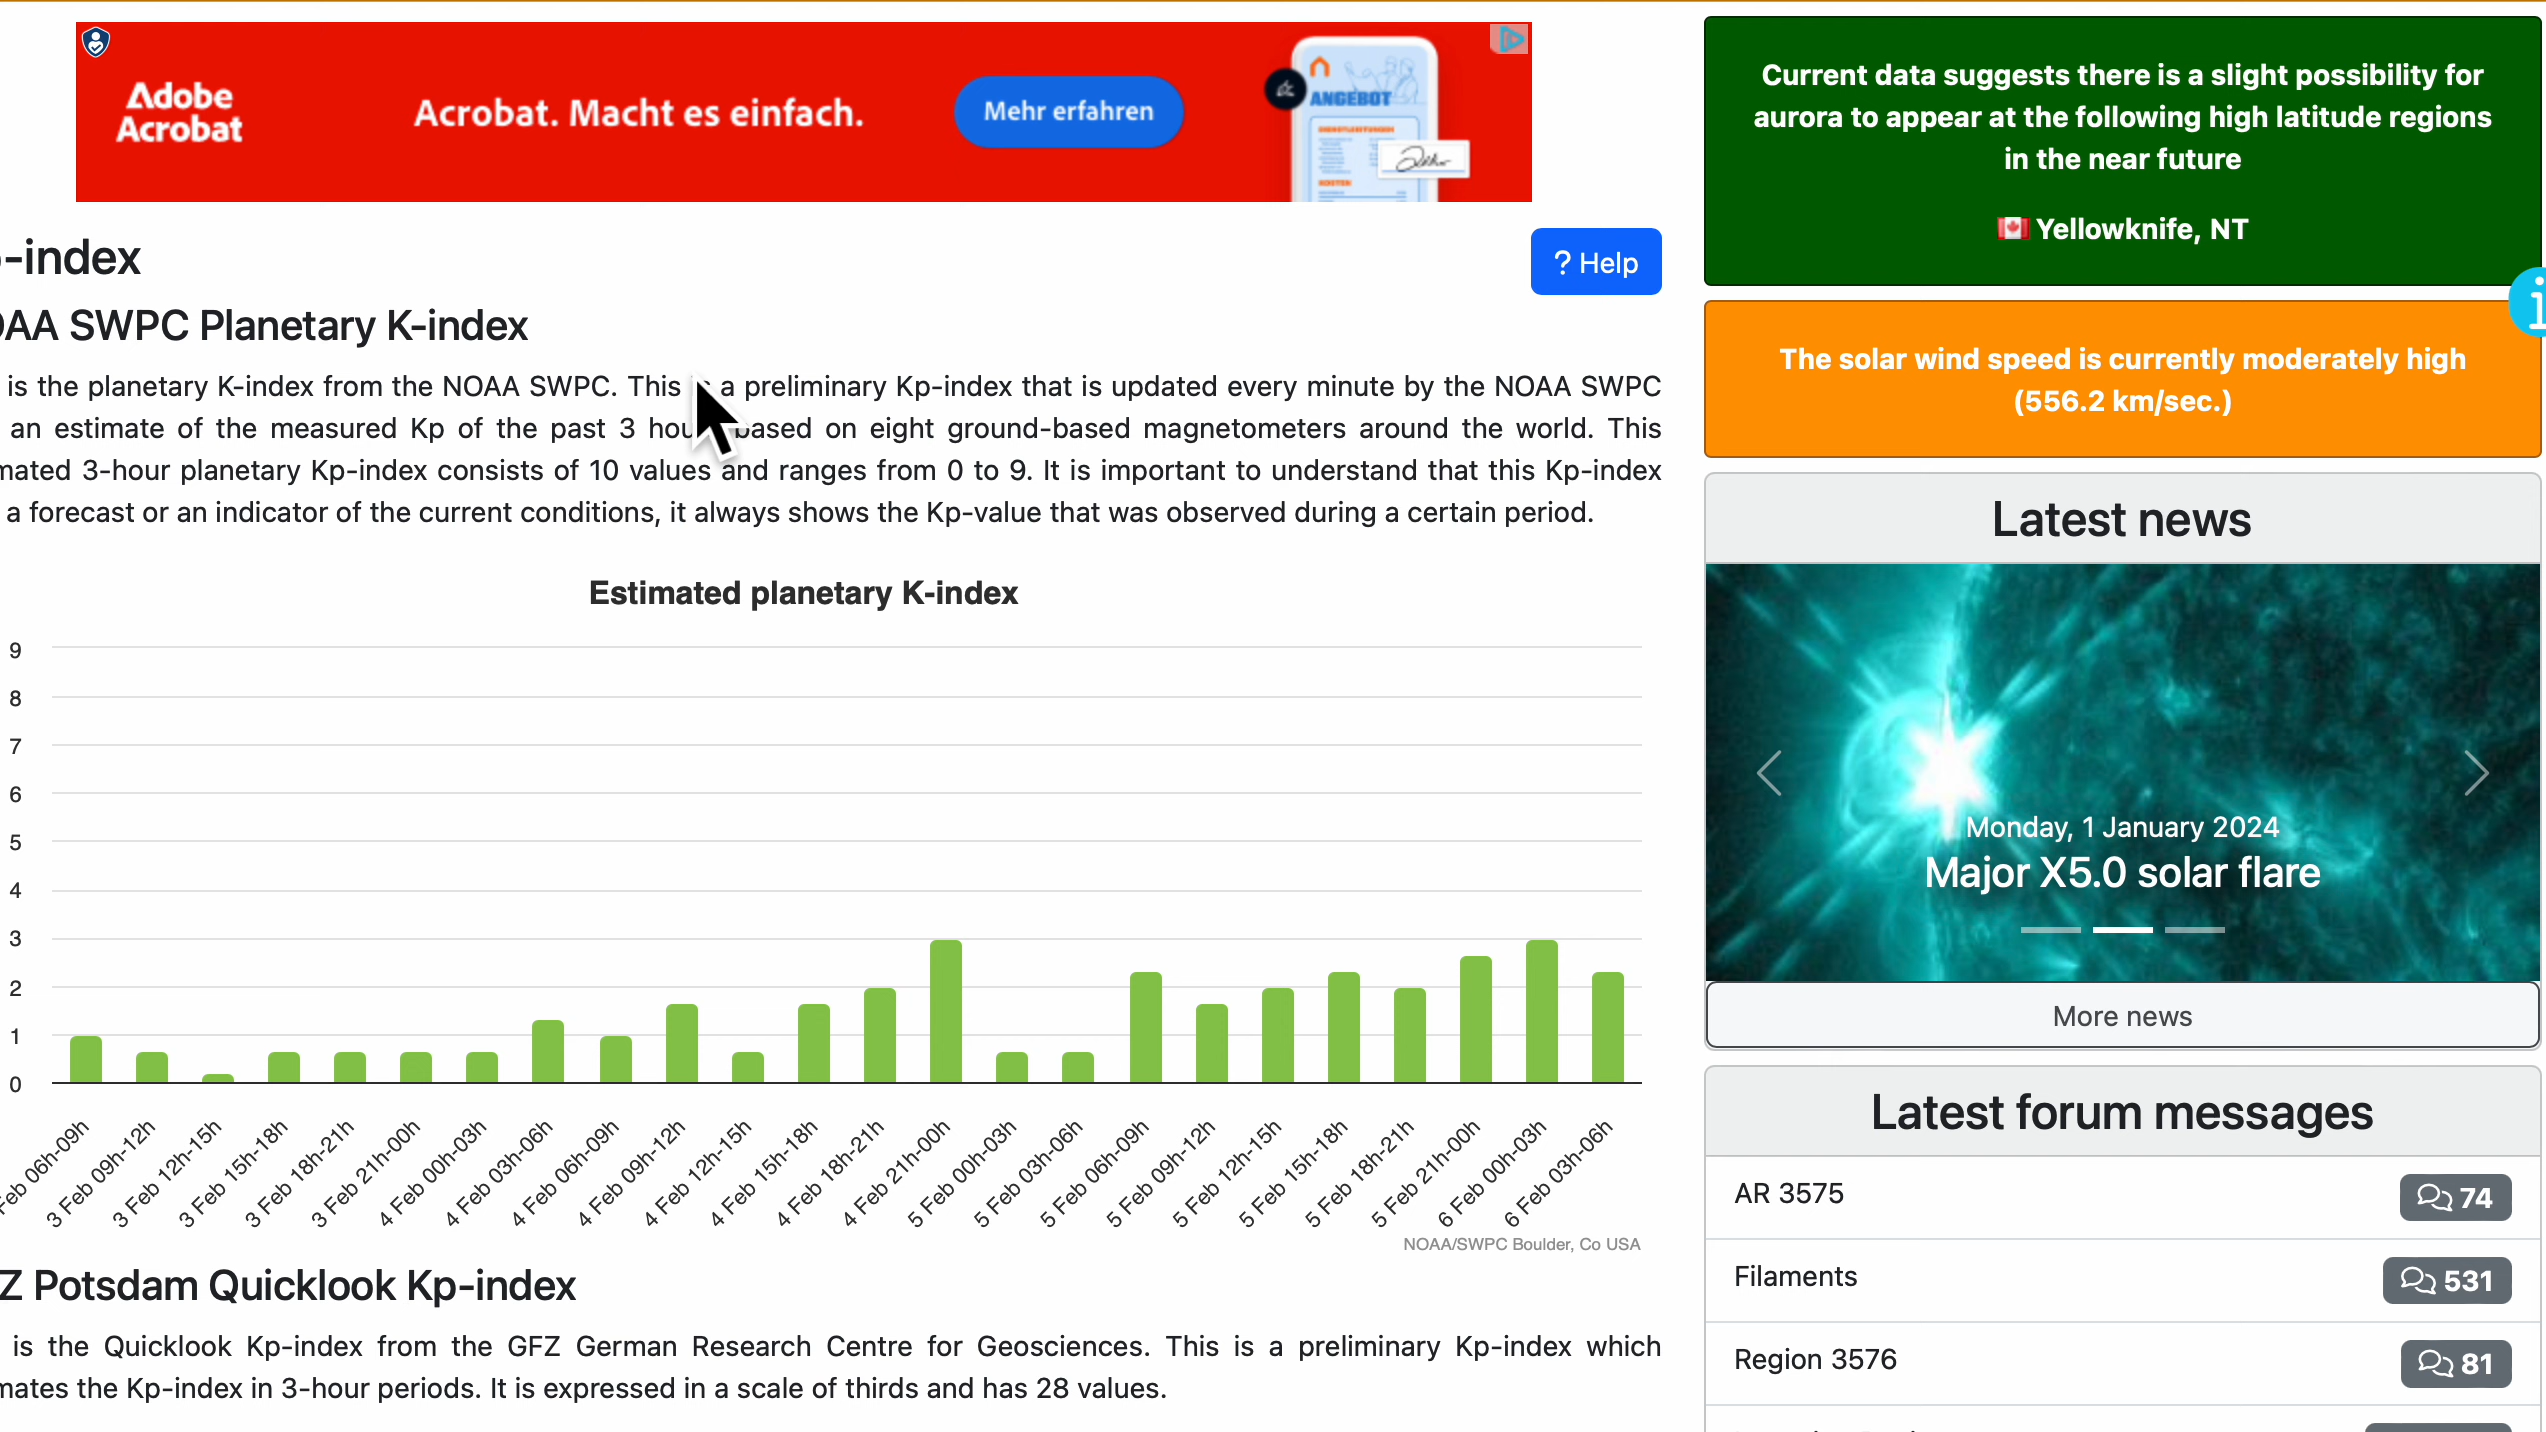 Adobe
Acrobat
Acrobat. Macht es einfach.
Mehr erfahren
ANGEBOT
-index
? Help
AA SWPC Planetary K-index
is the planetary K-index from the NOAA SWPC. This a preliminary Kp-index that is updated every minute by the NOAA SWPC
an estimate of the measured Kp of the past 3 based on eight ground-based magnetometers around the world. This
mated 3-hour planetary Kp-index consists of 10 values and ranges from 0 to 9. It is important to understand that this Kp-index
a forecast or an indicator of the current conditions, it always shows the Kp-value that was observed during a certain period.
Estimated planetary K-index
9
8
7
6
5
4
3
2
1
0
Feb 06h-09h
3 Feb 09h-12h
3 Feb 12h-15h
3 Feb 15h-18h
3 Feb 18h-21h
3 Feb 21h-00h
4 Feb 00h-03h
4 Feb 03h-06h
4 Feb 06h-09h
4 Feb 09h-12h
4 Feb 12h-15h
4 Feb 15h-18h
4 Feb 18h-21h
4 Feb 21h-00h
5 Feb 00h-03h
5 Feb 03h-06h
5 Feb 06h-09h
5 Feb 09h-12h
5 Feb 12h-15h
5 Feb 15h-18h
5 Feb 18h-21h
5 Feb 21h-00h
6 Feb 00h-03h
6 Feb 03h-06h
NOAA/SWPC Boulder, Co USA
Z Potsdam Quicklook Kp-index
is the Quicklook Kp-index from the GFZ German Research Centre for Geosciences. This is a preliminary Kp-index which
mates the Kp-index in 3-hour periods. It is expressed in a scale of thirds and has 28 values.
Current data suggests there is a slight possibility for
aurora to appear at the following high latitude regions
in the near future
Yellowknife, NT
The solar wind speed is currently moderately high
(556.2 km/sec.)
Latest news
Monday, 1 January 2024
Major X5.0 solar flare
More news
Latest forum messages
AR 3575
74
Filaments
531
Region 3576
81